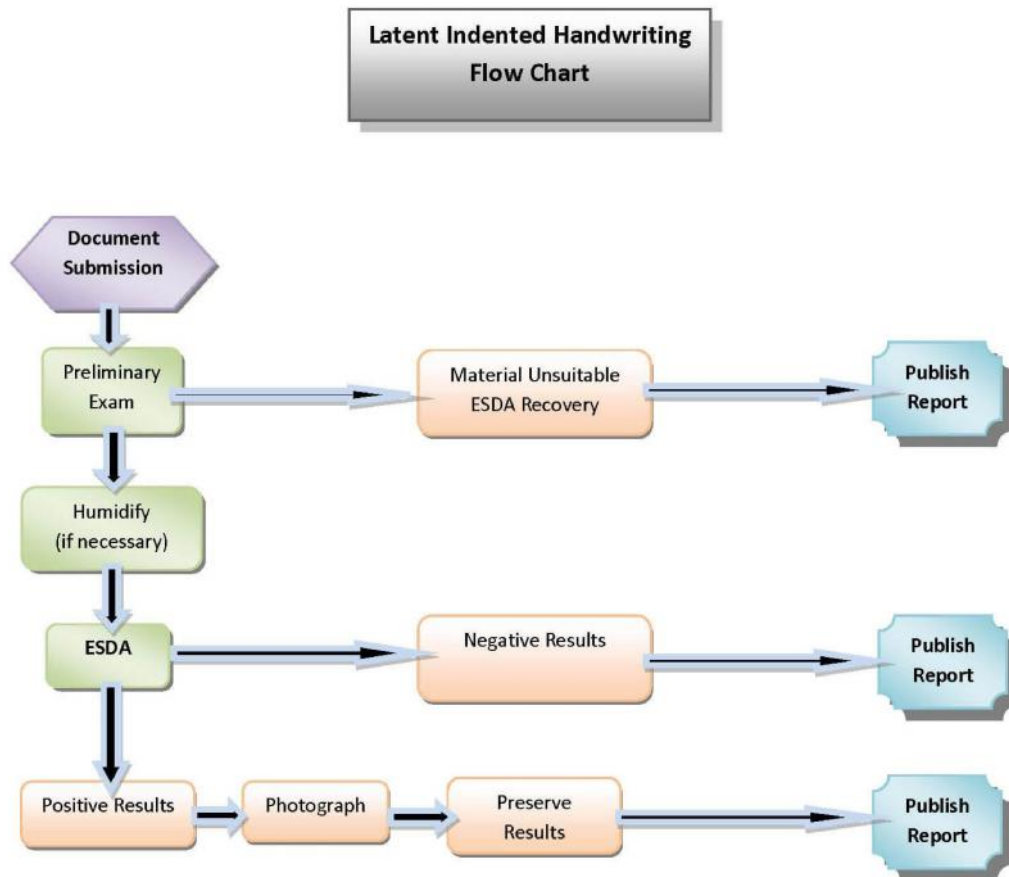 Latent Indented Handwriting
Flow Chart
Document
Submission
Preliminary
Exam
Material Unsuitable
ESDA Recovery
Publish
Report
Humidify
(if necessary)
ESDA
Negative Results
Publish
Report
Positive Results
Photograph
Preserve
Results
Publish
Report